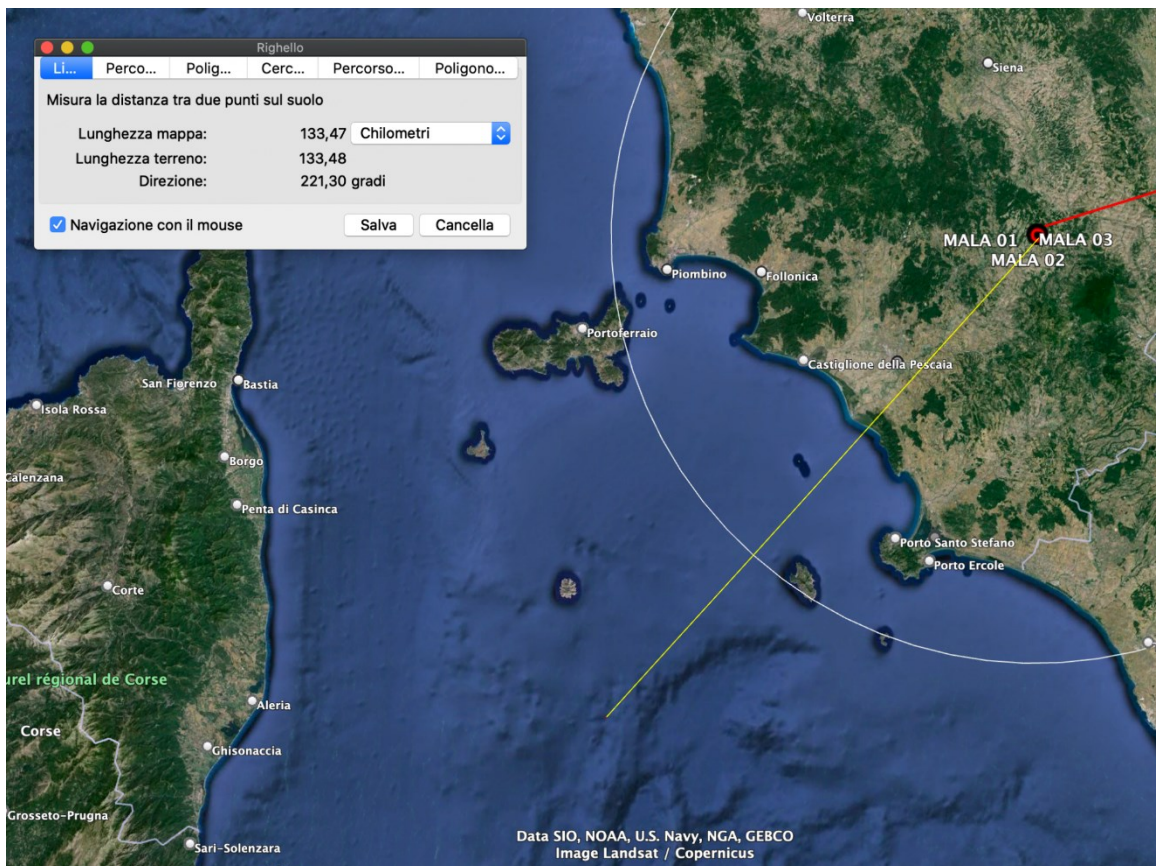 Righello
Li... Perco... Polig... Cerc... Percorso... Poligono...
Misura la distanza tra due punti sul suolo
Lunghezza mappa: 133,47 Chilometri
Lunghezza terreno: 133,48
Direzione: 221,30 gradi
Navigazione con il mouse Salva Cancella
Volterra
Siena
MALA 01 MALA 03
MALA 02
Piombino
Follonica
Portoferraio
Castiglione della Pescaia
San Fiorenzo
Bastia
Isola Rossa
Borgo
Calenzana
Penta di Casinca
Porto Santo Stefano
Porto Ercole
Corte
urel régional de Corse
Aleria
Corse
Ghisonaccia
Grosseto-Prugna
Sari-Solenzara
Data SIO, NOAA, U.S. Navy, NGA, GEBCO
Image Landsat / Copernicus